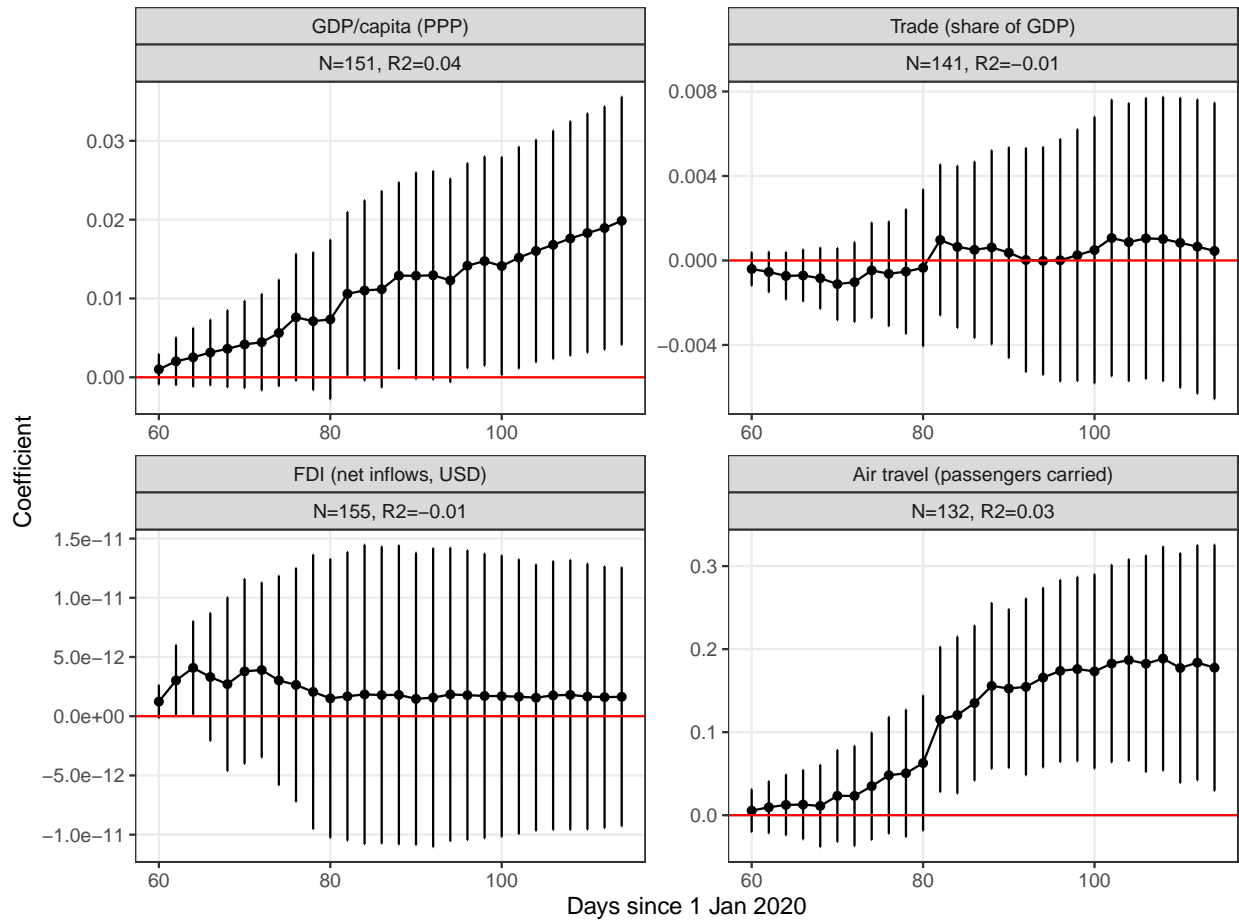 GDP/capita (PPP)
N=151, R2=0.04
0.03
0.02
0.01
0.00
60 80 100
Trade (share of GDP)
N=141, R2=−0.01
0.008
0.004
0.000
−0.004
60 80 100
FDI (net inflows, USD)
N=155, R2=−0.01
1.5e−11
1.0e−11
5.0e−12
0.0e+00
−5.0e−12
−1.0e−11
60 80 100
Air travel (passengers carried)
N=132, R2=0.03
0.3
0.2
0.1
0.0
60 80 100
Coefficient
Days since 1 Jan 2020